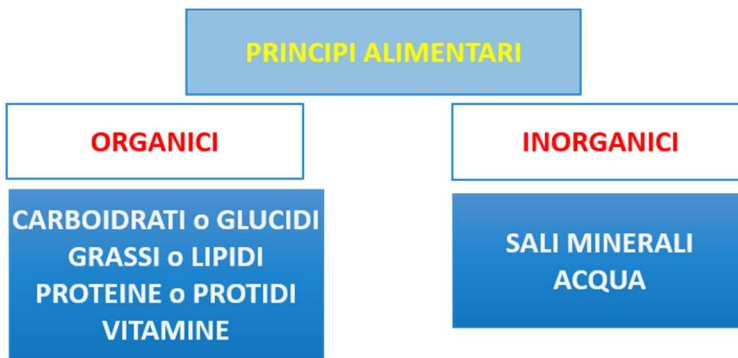 PRINCIPI ALIMENTARI
ORGANICI
INORGANICI
CARBOIDRATI o GLUCIDI
GRASSI o LIPIDI
PROTEINE o PROTIDI
VITAMINE
SALI MINERALI
ACQUA